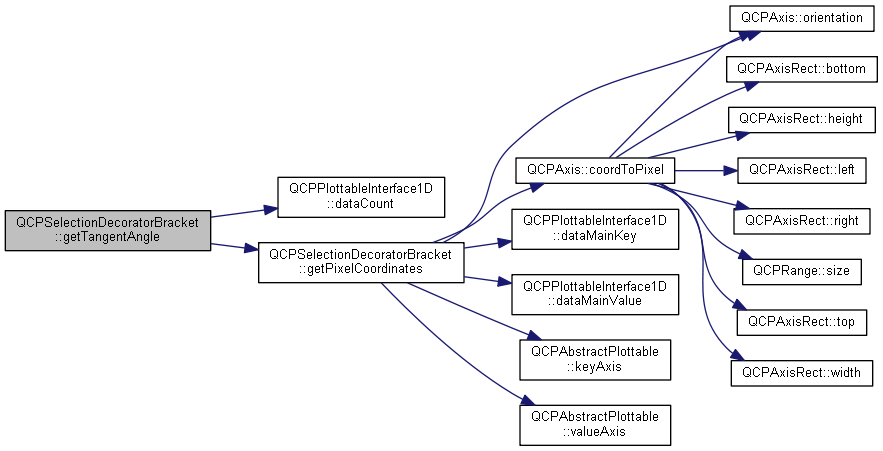 QCPSelectionDecoratorBracket
::getTangentAngle
QCPPlottableInterface1D
::dataCount
QCPSelectionDecoratorBracket
::getPixelCoordinates
QCPAxis::coordToPixel
QCPPlottableInterface1D
::dataMainKey
QCPPlottableInterface1D
::dataMainValue
QCPAbstractPlottable
::keyAxis
QCPAbstractPlottable
::valueAxis
QCPAxis::orientation
QCPAxisRect::bottom
QCPAxisRect::height
QCPAxisRect::left
QCPAxisRect::right
QCPRange::size
QCPAxisRect::top
QCPAxisRect::width